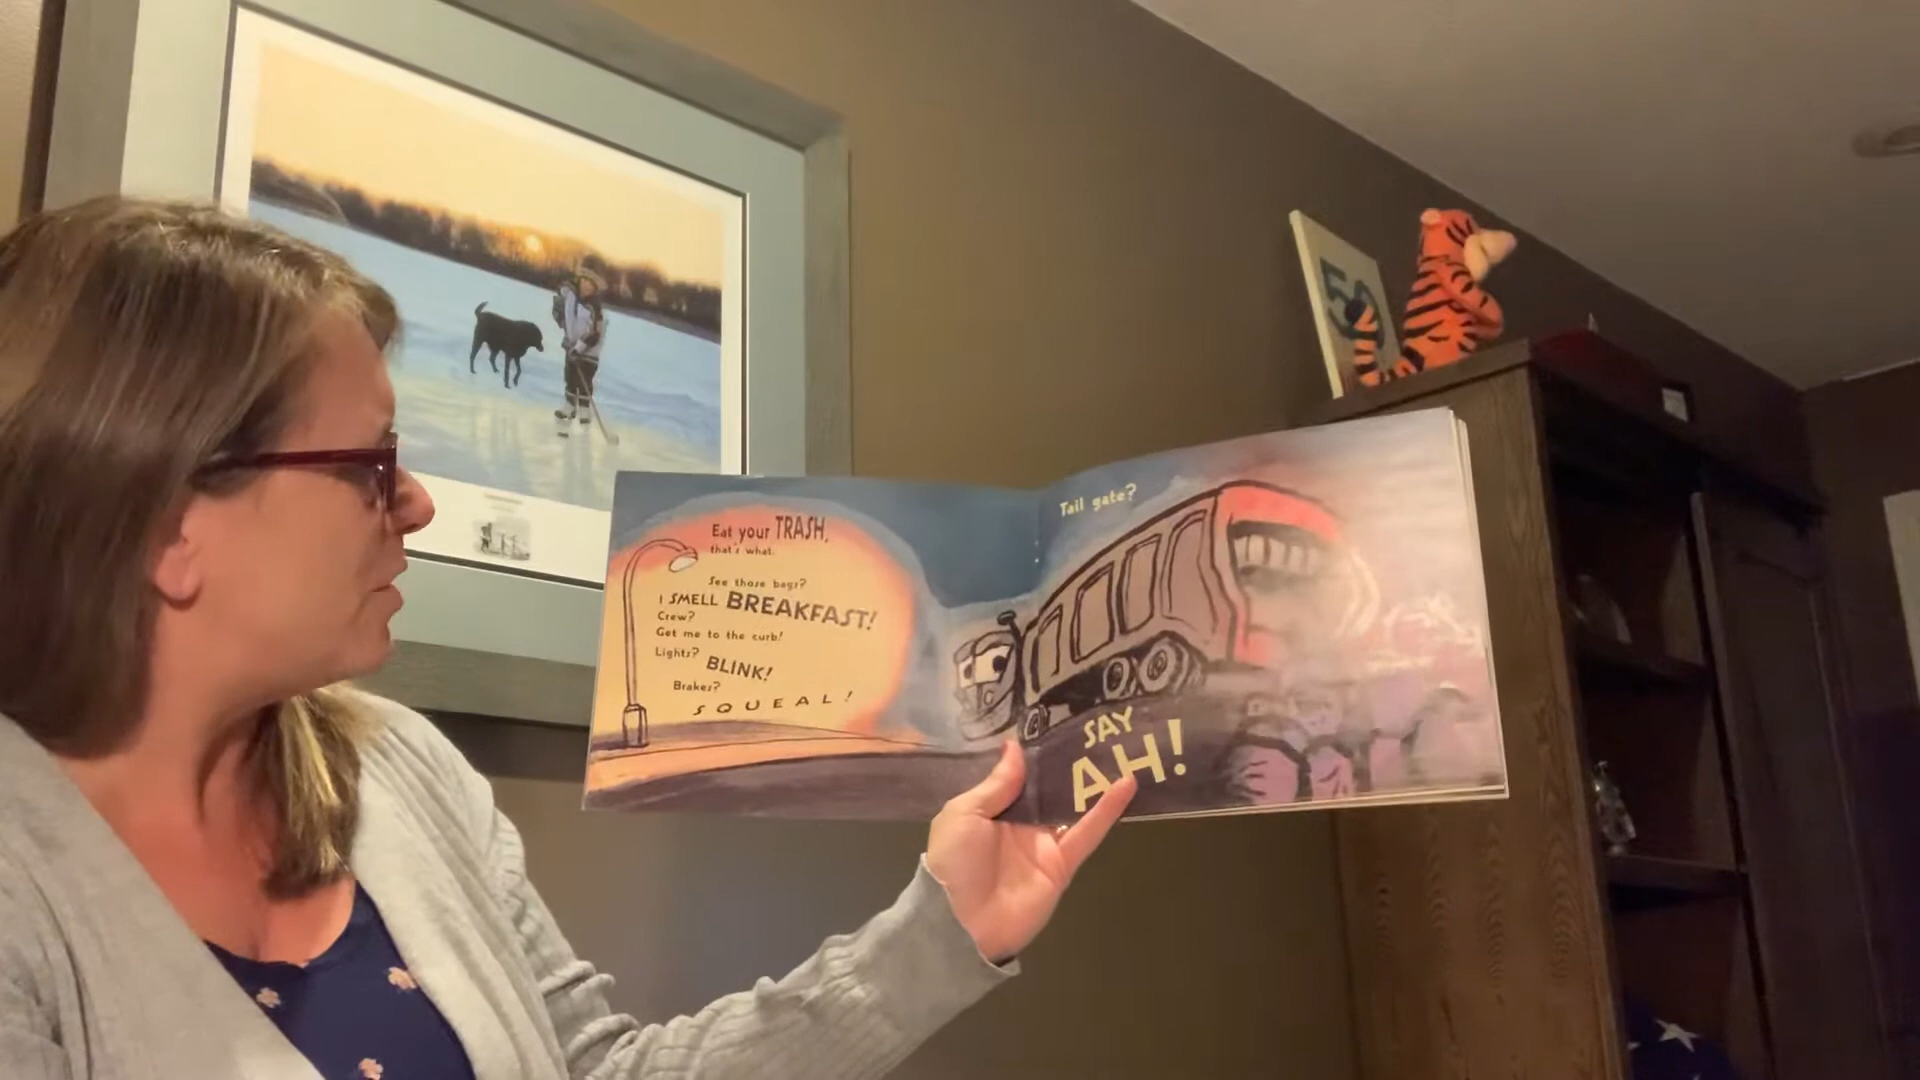 Eat your TRASH,
that's what.
See those bags?
I SMELL BREAKFAST!
Crew?
Get me to the curb!
Lights?
BLINK!
Brakes?
SQUEAL!
Tail gate?
SAY
AH!